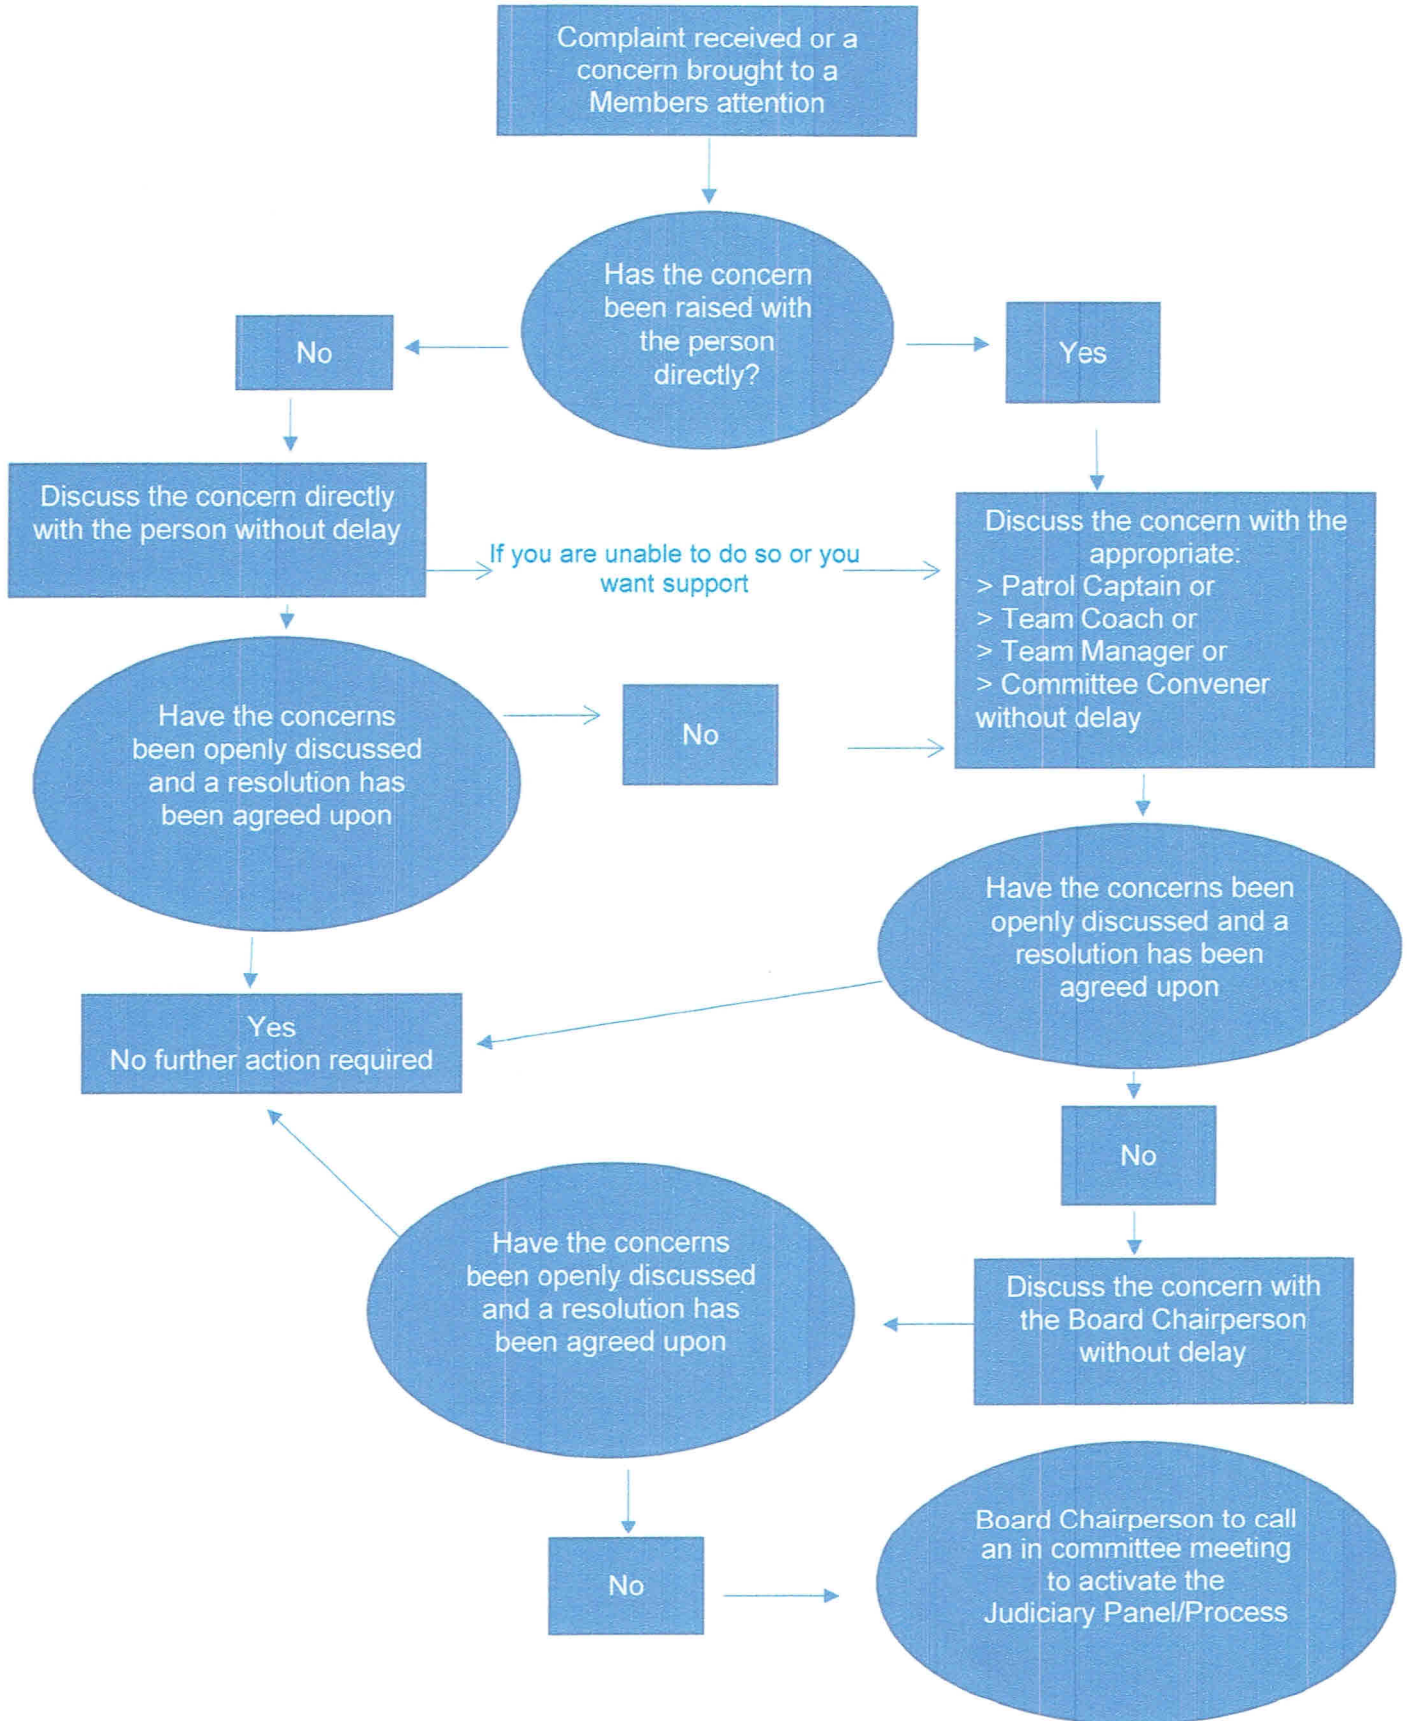 Complaint received or a
concern brought to a
Members attention
Has the concern
been raised with
the person
directly?
No
Yes
Discuss the concern directly
with the person without delay
If you are unable to do so or you
want support
Discuss the concern with the
appropriate:
> Patrol Captain or
> Team Coach or
> Team Manager or
> Committee Convener
without delay
Have the concerns
been openly discussed
and a resolution has
been agreed upon
No
Have the concerns been
openly discussed and a
resolution has been
agreed upon
Yes
No further action required
No
Have the concerns
been openly discussed
and a resolution has
been agreed upon
Discuss the concern with
the Board Chairperson
without delay
No
Board Chairperson to call
an in committee meeting
to activate the
Judiciary Panel/Process